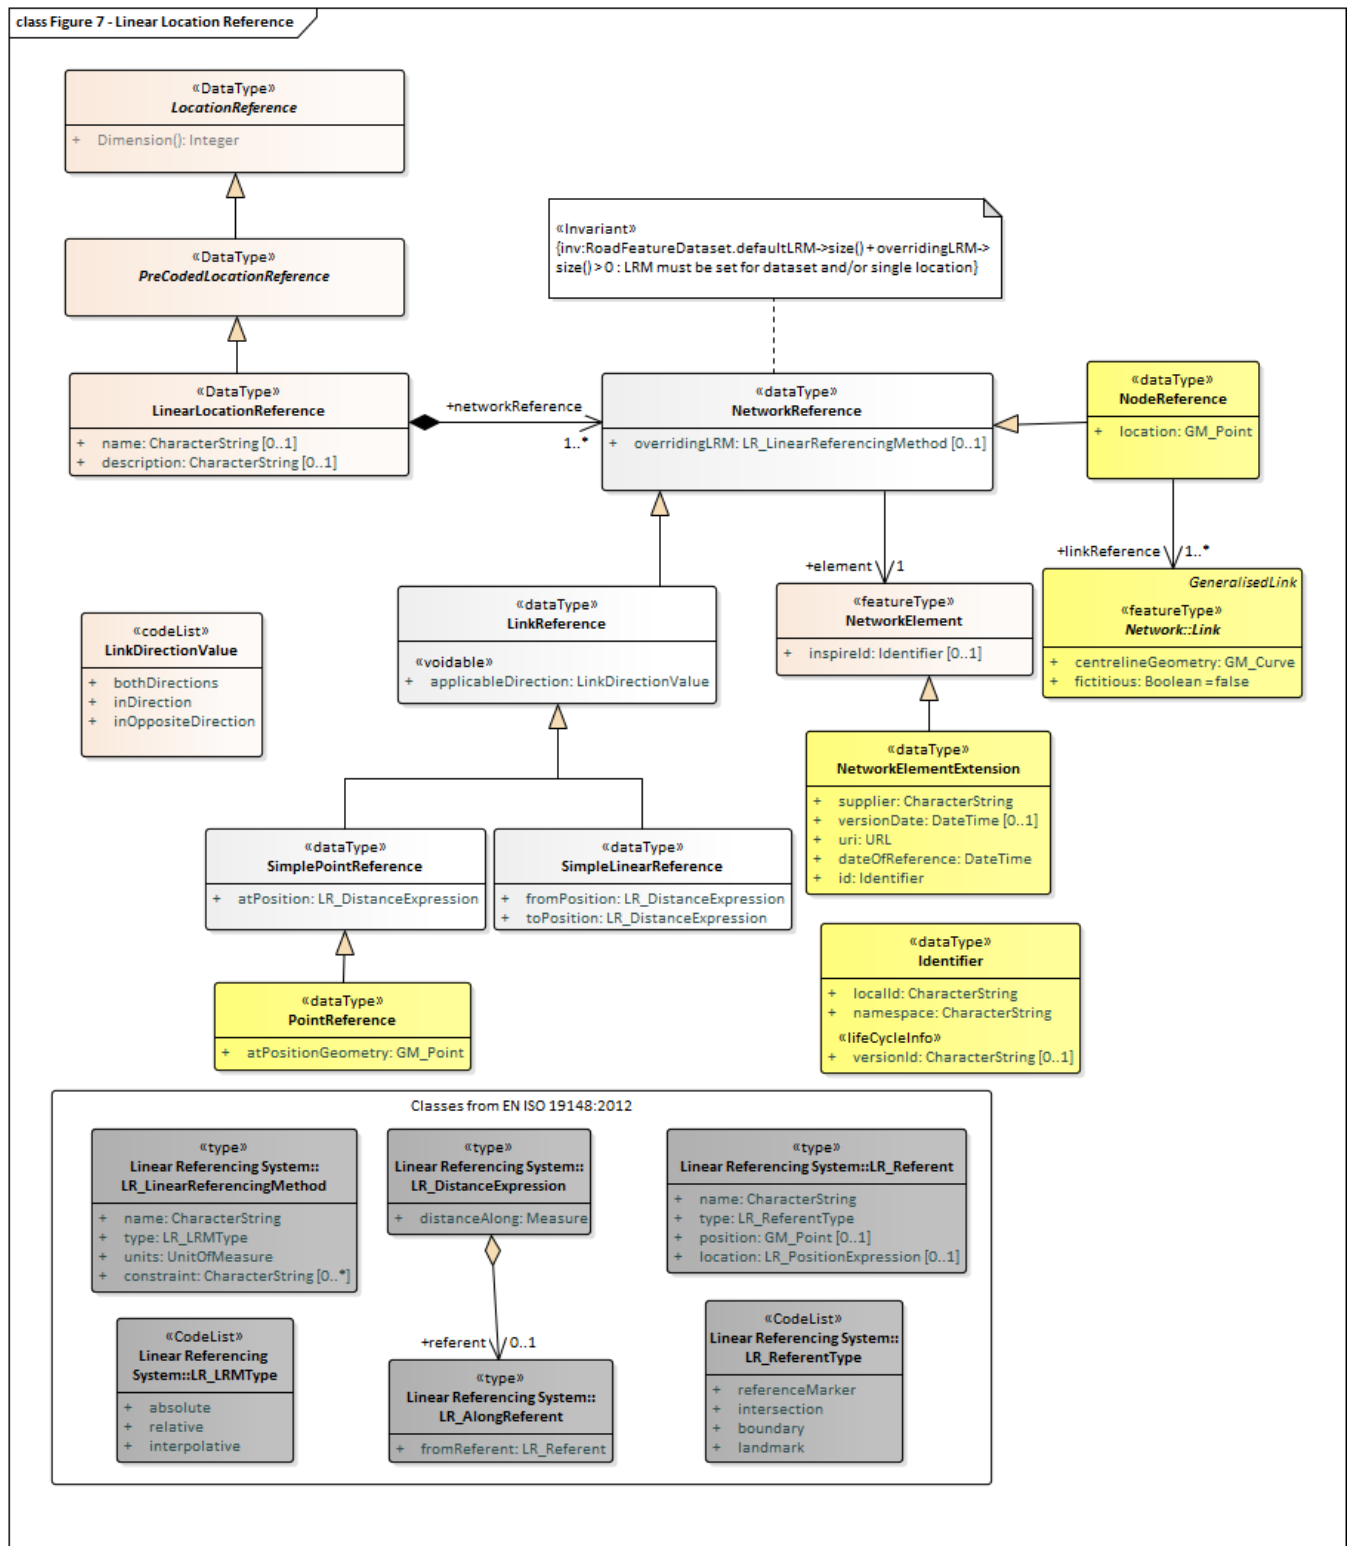 class Figure 7 - Linear Location Reference
«DataType»
LocationReference
+ Dimension(): Integer
«DataType»
PreCodedLocationReference
«Invariant»
{inv:RoadFeatureDataset.defaultLRM->size() + overridingLRM->
size() > 0 : LRM must be set for dataset and/or single location}
«DataType»
LinearLocationReference
+ name: CharacterString [0..1]
+ description: CharacterString [0..1]
+networkReference
1..*
«dataType»
NetworkReference
+ overridingLRM: LR_LinearReferencingMethod [0..1]
«dataType»
NodeReference
+ location: GM_Point
+linkReference
1..*
+element
1
GeneralisedLink
«featureType»
Network::Link
+ centrelineGeometry: GM_Curve
+ fictitious: Boolean = false
«featureType»
NetworkElement
+ inspireId: Identifier [0..1]
«dataType»
LinkReference
«voidable»
+ applicableDirection: LinkDirectionValue
«codeList»
LinkDirectionValue
+ bothDirections
+ inDirection
+ inOppositeDirection
«dataType»
NetworkElementExtension
+ supplier: CharacterString
+ versionDate: DateTime [0..1]
+ uri: URL
+ dateOfReference: DateTime
+ id: Identifier
«dataType»
SimplePointReference
+ atPosition: LR_DistanceExpression
«dataType»
SimpleLinearReference
+ fromPosition: LR_DistanceExpression
+ toPosition: LR_DistanceExpression
«dataType»
Identifier
+ localId: CharacterString
+ namespace: CharacterString
«lifeCycleInfo»
+ versionId: CharacterString [0..1]
«dataType»
PointReference
+ atPositionGeometry: GM_Point
Classes from EN ISO 19148:2012
«type»
Linear Referencing System::
LR_LinearReferencingMethod
+ name: CharacterString
+ type: LR_LRMType
+ units: UnitOfMeasure
+ constraint: CharacterString [0..*]
«type»
Linear Referencing System::
LR_DistanceExpression
+ distanceAlong: Measure
«type»
Linear Referencing System::LR_Referent
+ name: CharacterString
+ type: LR_ReferentType
+ position: GM_Point [0..1]
+ location: LR_PositionExpression [0..1]
«CodeList»
Linear Referencing
System::LR_LRMType
+ absolute
+ relative
+ interpolative
+referent
0..1
«type»
Linear Referencing System::
LR_AlongReferent
+ fromReferent: LR_Referent
«CodeList»
Linear Referencing System::
LR_ReferentType
+ referenceMarker
+ intersection
+ boundary
+ landmark